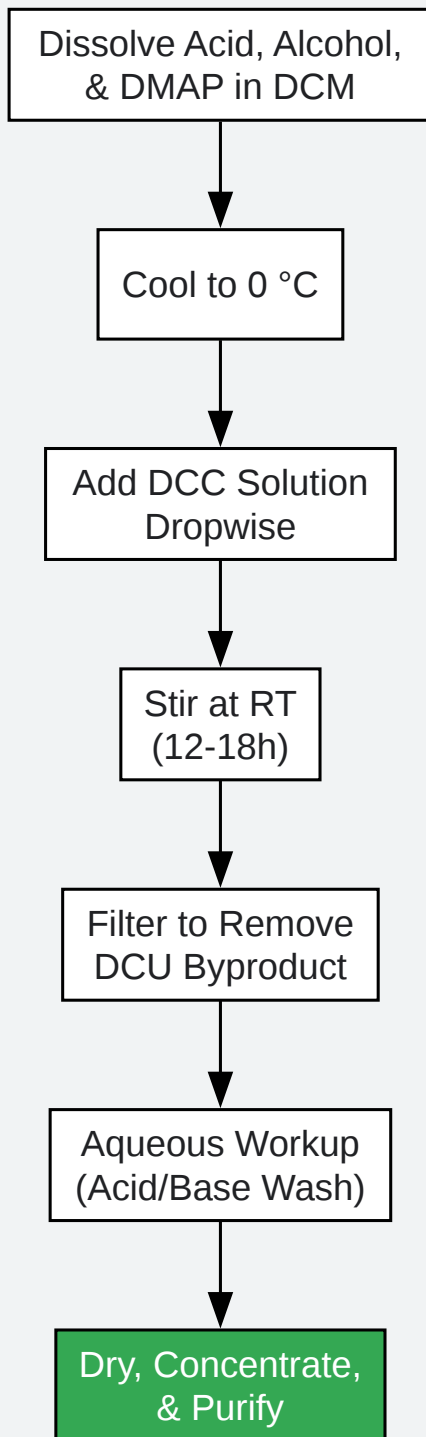 Dissolve Acid, Alcohol,
& DMAP in DCM
Cool to 0 °C
Add DCC Solution
Dropwise
Stir at RT
(12-18h)
Filter to Remove
DCU Byproduct
Aqueous Workup
(Acid/Base Wash)
Dry, Concentrate,
& Purify